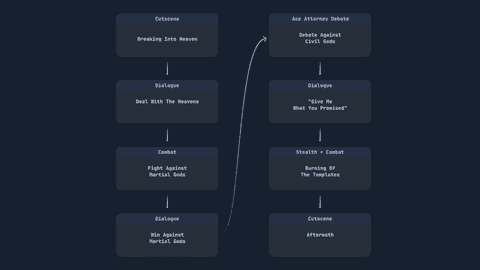 Cutscene
Breaking Into Heaven
Dialogue
Deal With The Heavens
Combat
Fight Against
Martial Gods
Dialogue
Win Against
Martial Gods
Ace Attorney Debate
Debate Against
Civil Gods
Dialogue
"Give Me
What You Promised"
Stealth + Combat
Burning Of
The Templates
Cutscene
Aftermath